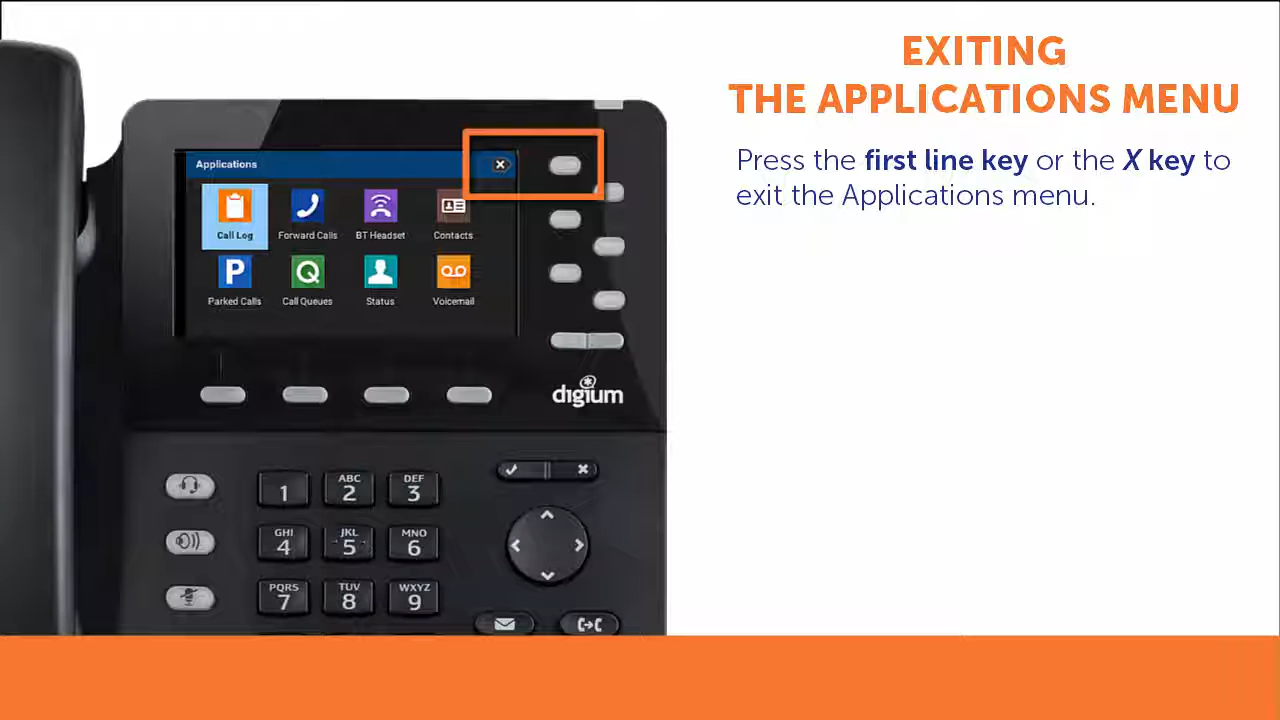 EXITING
THE APPLICATIONS MENU
Press the first line key or the X key to
exit the Applications menu.
Applications
Call Log
Forward Calls
BT Headset
Contacts
P
Q
Parked Calls
Call Queues
Status
Voicemail
digium
1
ABC
2
DEF
3
GHI
4
JKL
5
MNO
6
PQRS
7
TUV
8
WXYZ
9